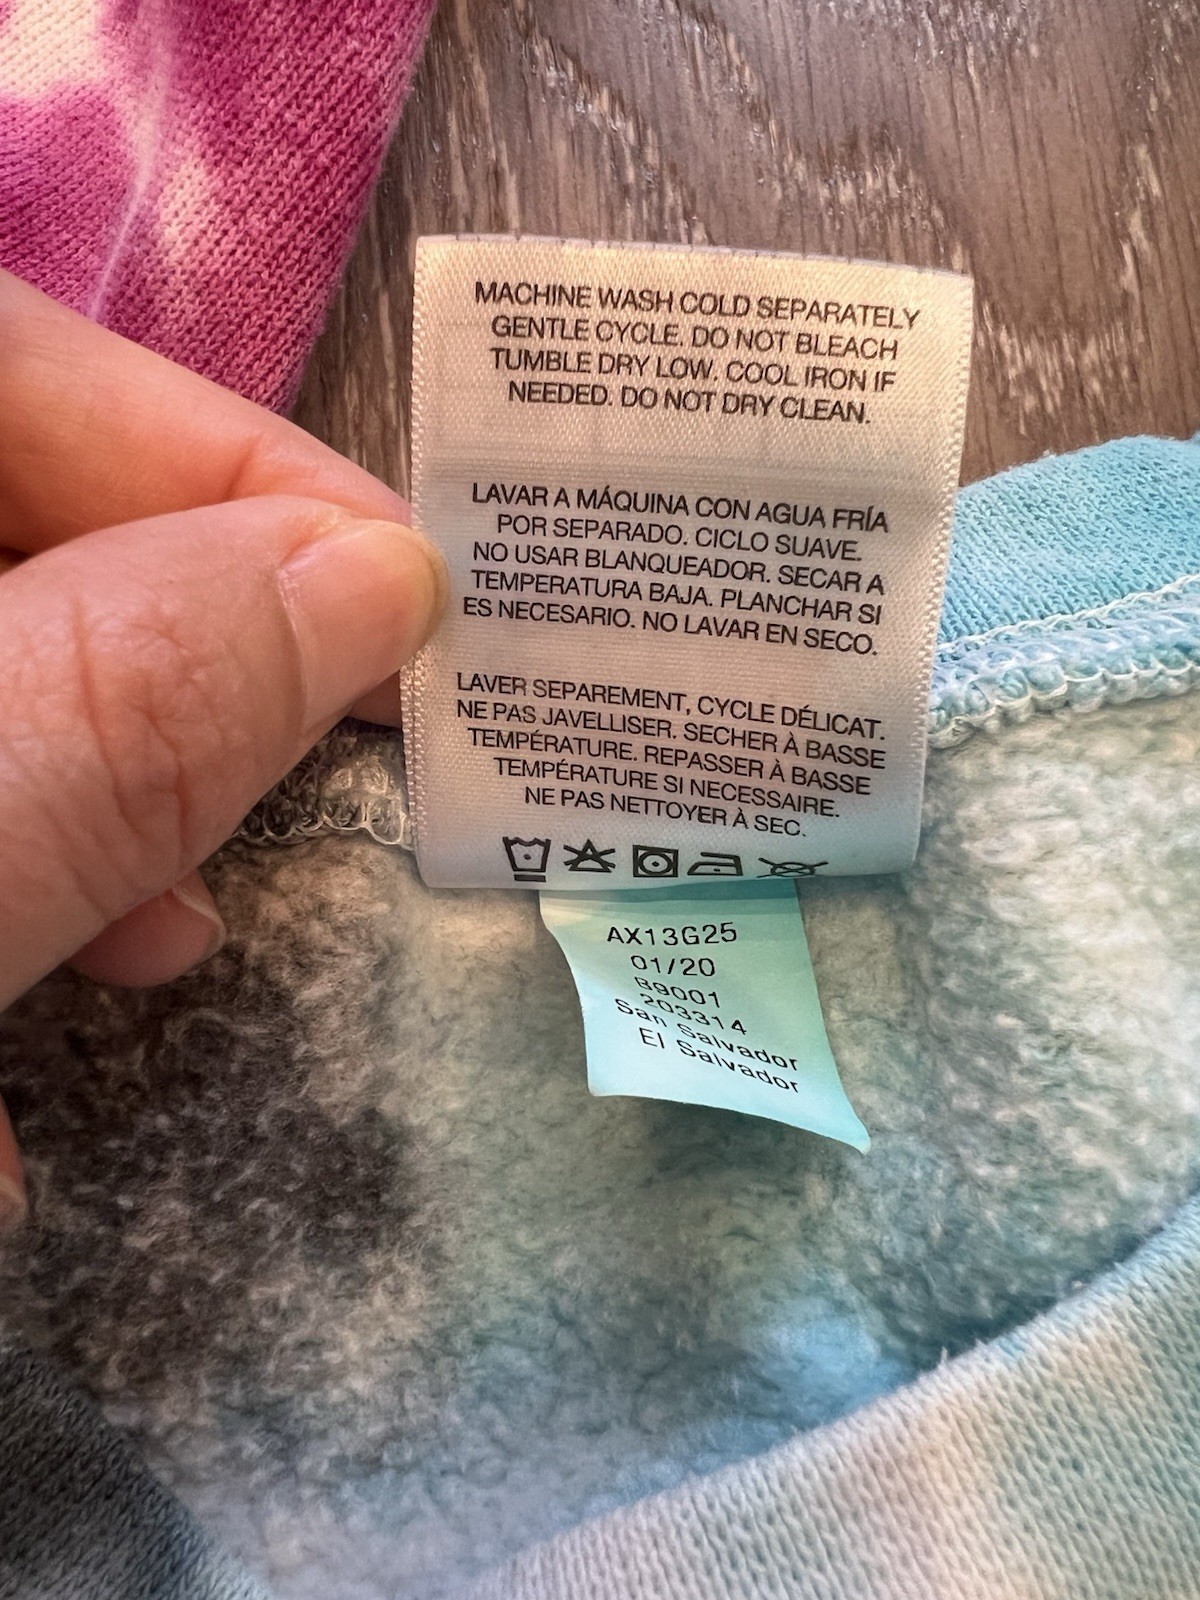 MACHINE WASH COLD SEPARATELY
GENTLE CYCLE. DO NOT BLEACH
TUMBLE DRY LOW. COOL IRON IF
NEEDED. DO NOT DRY CLEAN.
LAVAR A MÁQUINA CON AGUA FRÍA
POR SEPARADO. CICLO SUAVE.
NO USAR BLANQUEADOR. SECAR A
TEMPERATURA BAJA. PLANCHAR SI
ES NECESARIO. NO LAVAR EN SECO.
LAVER SEPAREMENT, CYCLE DÉLICAT.
NE PAS JAVELLISER. SECHER À BASSE
TEMPÉRATURE. REPASSER À BASSE
TEMPÉRATURE SI NECESSAIRE.
NE PAS NETTOYER À SEC.
AX13G25
01/20
89001
203314
San Salvador
El Salvador